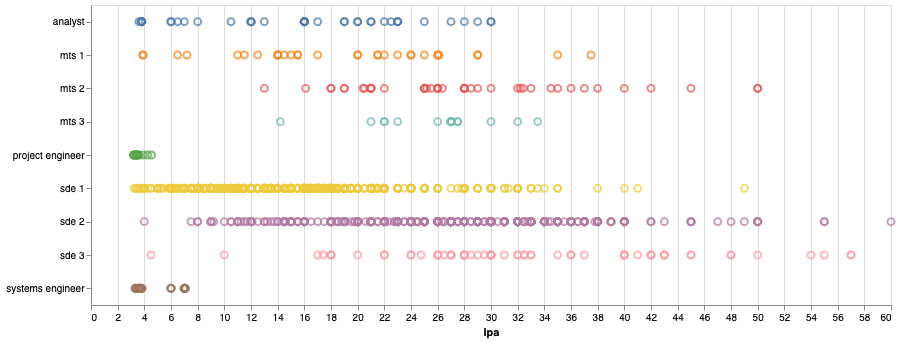 analyst
mts 1
mts 2
mts 3
project engineer
sde 1
sde 2
sde 3
systems engineer
0 2 4 6 8 10 12 14 16 18 20 22 24 26 28 30 32 34 36 38 40 42 44 46 48 50 52 54 56 58 60
lpa